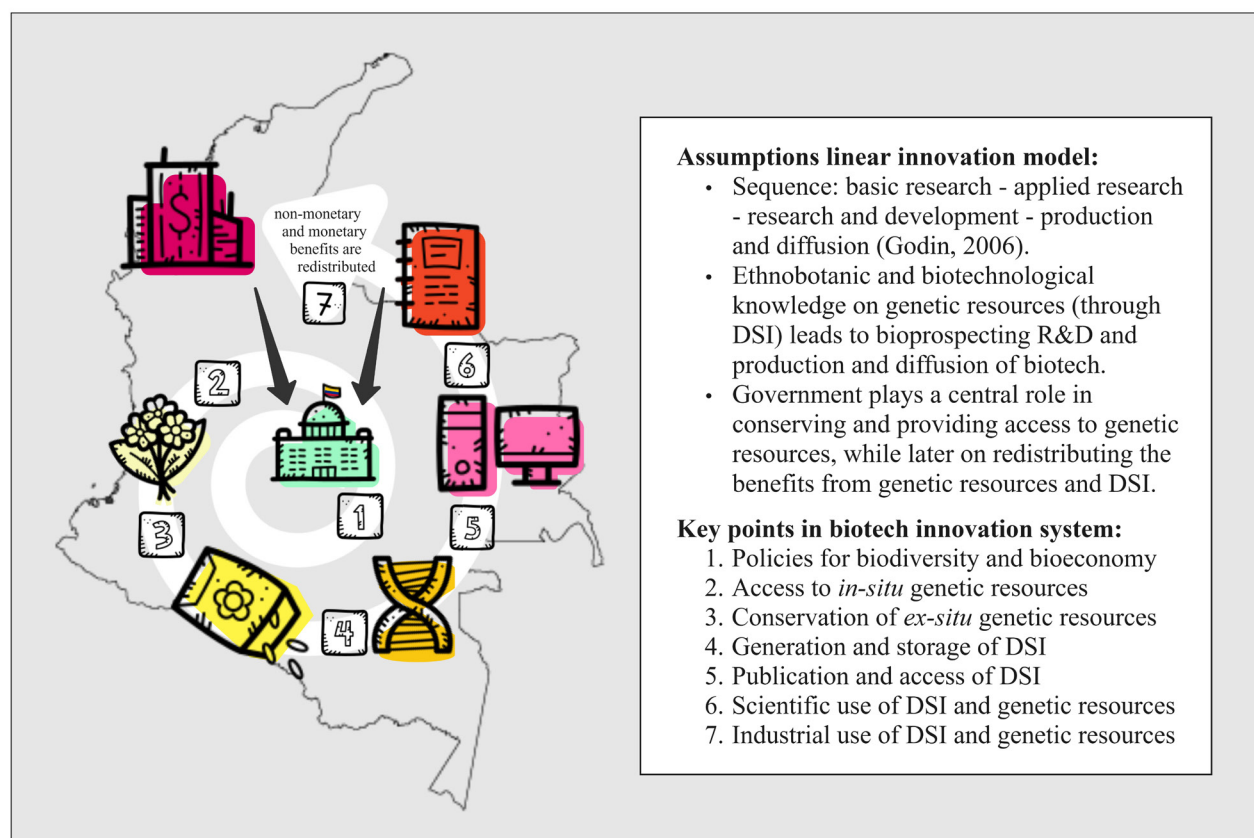 non-monetary
and monetary
benefits are
redistributed
7
2
6
$
1
3
5
4
Assumptions linear innovation model:
• Sequence: basic research - applied research
- research and development - production
and diffusion (Godin, 2006).
• Ethnobotanic and biotechnological
knowledge on genetic resources (through
DSI) leads to bioprospecting R&D and
production and diffusion of biotech.
• Government plays a central role in
conserving and providing access to genetic
resources, while later on redistributing the
benefits from genetic resources and DSI.
Key points in biotech innovation system:
1. Policies for biodiversity and bioeconomy
2. Access to in-situ genetic resources
3. Conservation of ex-situ genetic resources
4. Generation and storage of DSI
5. Publication and access of DSI
6. Scientific use of DSI and genetic resources
7. Industrial use of DSI and genetic resources